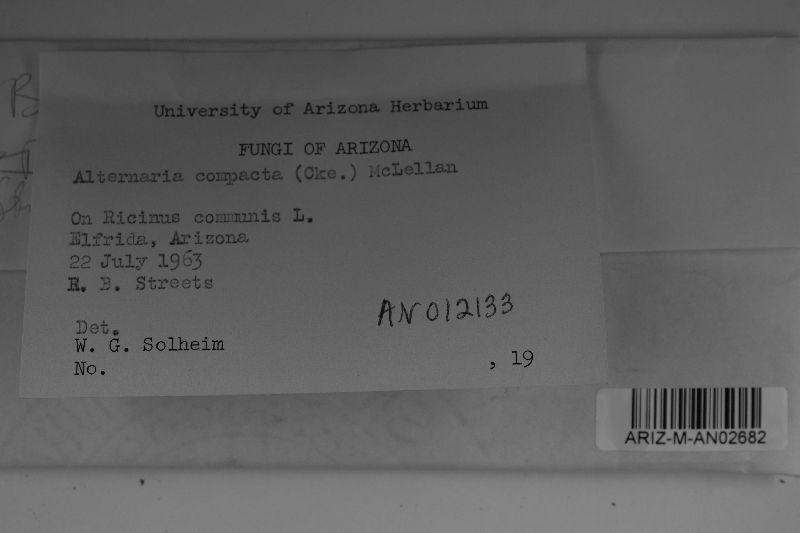 University of Arizona Herbarium
FUNGI OF ARIZONA
Alternaria compacta (Cke.) McLellan
On Ricinus communis L.
Elfrida, Arizona
22 July 1963
R. B. Streets
AN012133
Det.
W. G. Solheim
No. , 19
ARIZ-M-AN02682